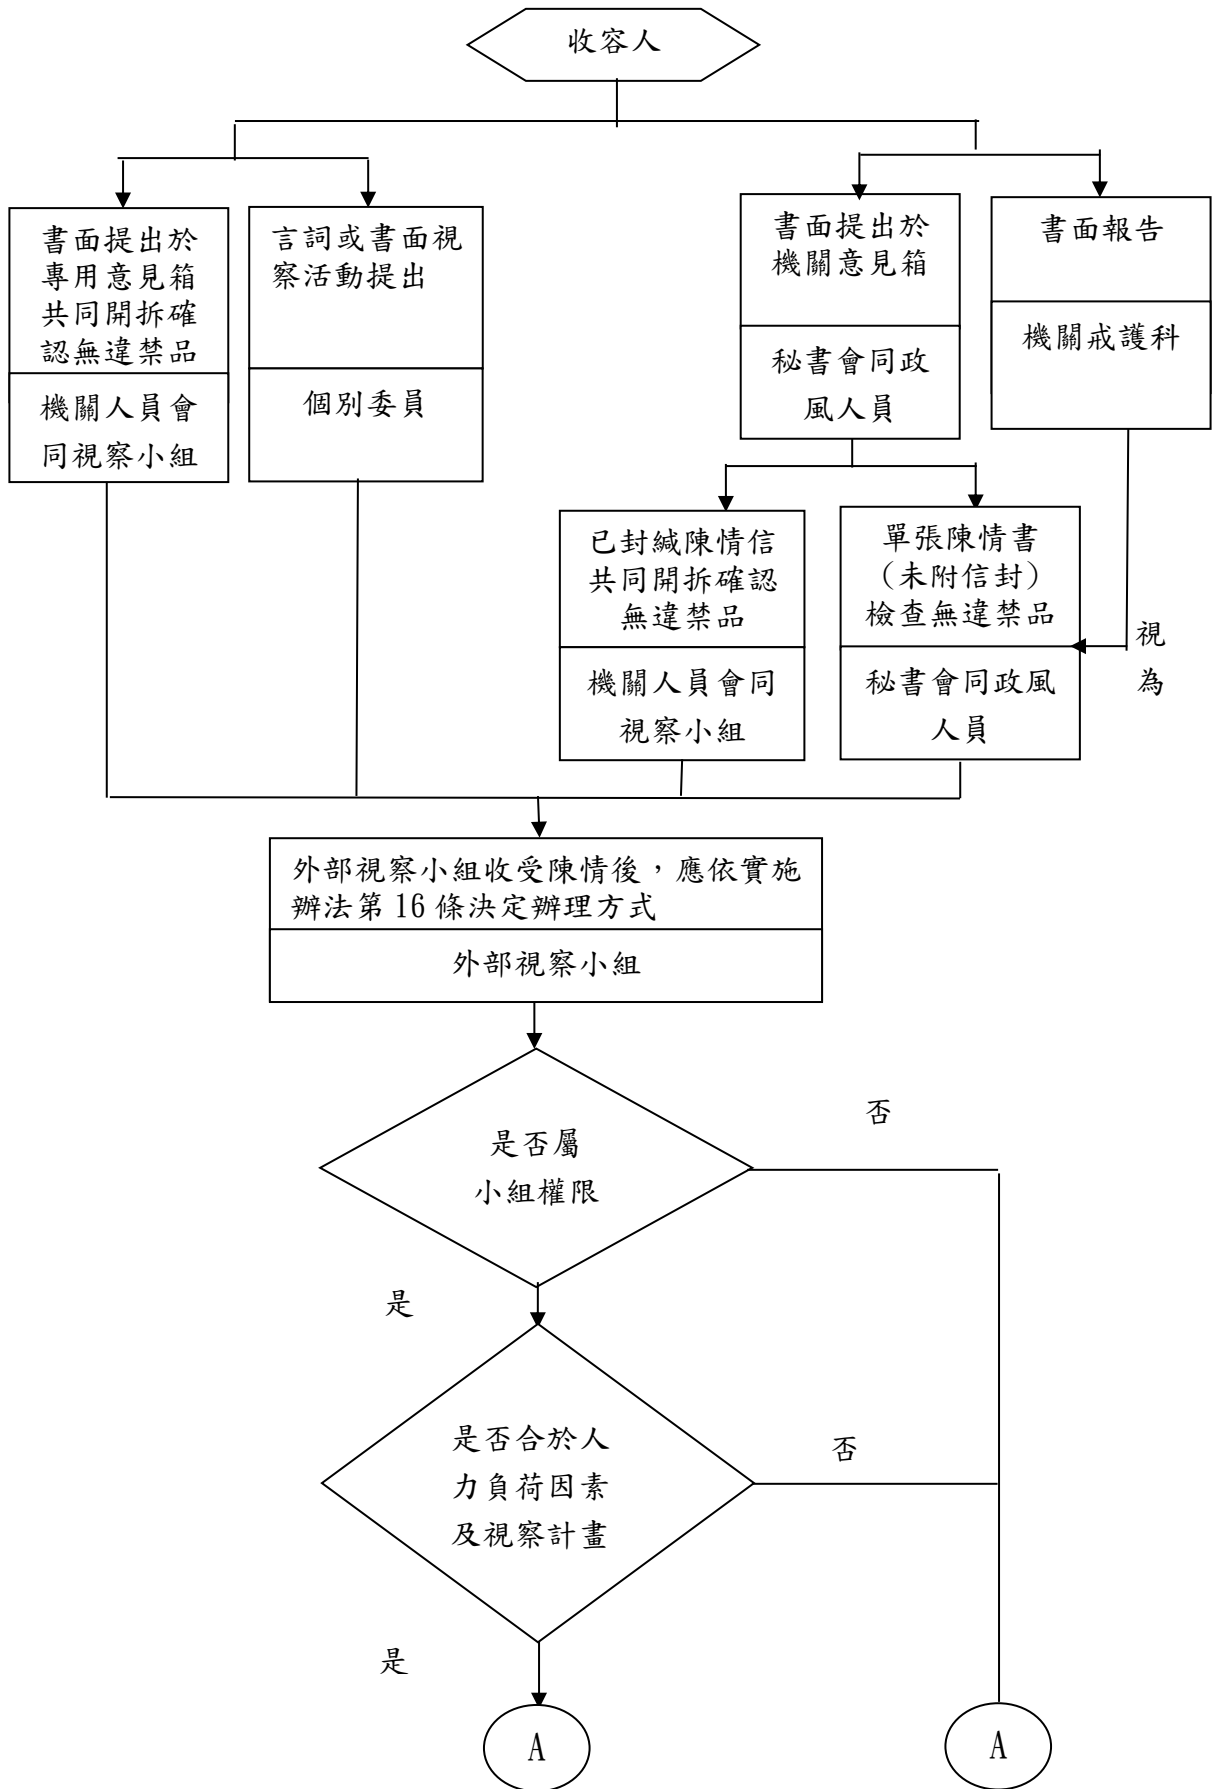 收容人
書面提出於
專用意見箱
共同開拆確
認無違禁品
機關人員會
同視察小組
言詞或書面視
察活動提出
個別委員
書面提出於
機關意見箱
秘書會同政
風人員
書面報告
機關戒護科
已封緘陳情信
共同開拆確認
無違禁品
機關人員會同
視察小組
單張陳情書
(未附信封)
檢查無違禁品
秘書會同政風
人員
視
為
外部視察小組收受陳情後，應依實施
辦法第 16 條決定辦理方式
外部視察小組
是否屬
小組權限
否
是
是否合於人
力負荷因素
及視察計畫
否
是
A
A